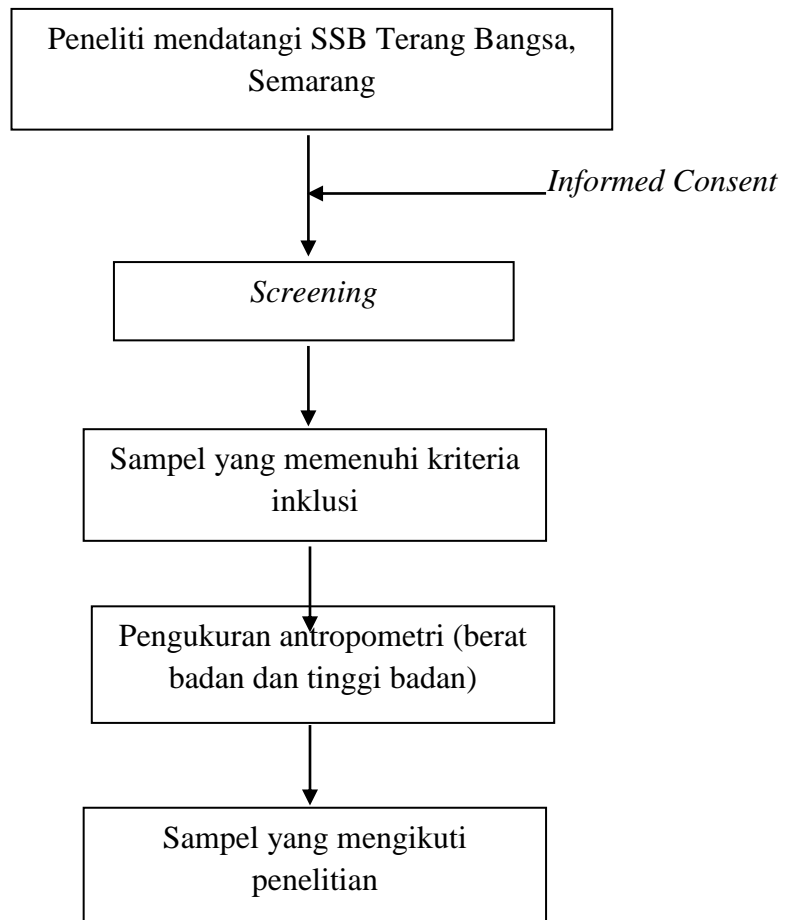 Peneliti mendatangi SSB Terang Bangsa,
Semarang
Informed Consent
Screening
Sampel yang memenuhi kriteria
inklusi
Pengukuran antropometri (berat
badan dan tinggi badan)
Sampel yang mengikuti
penelitian